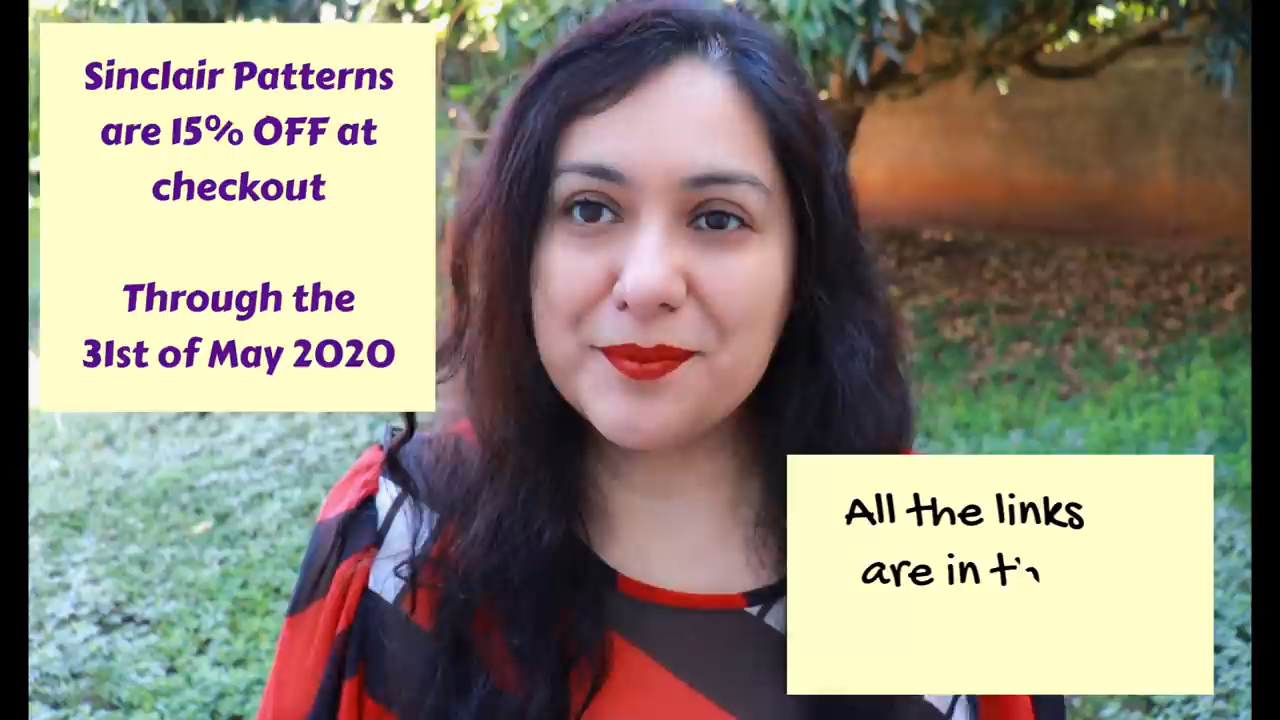 Sinclair Patterns
are 15% OFF at
checkout
Through the
31st of May 2020
All the links
are in